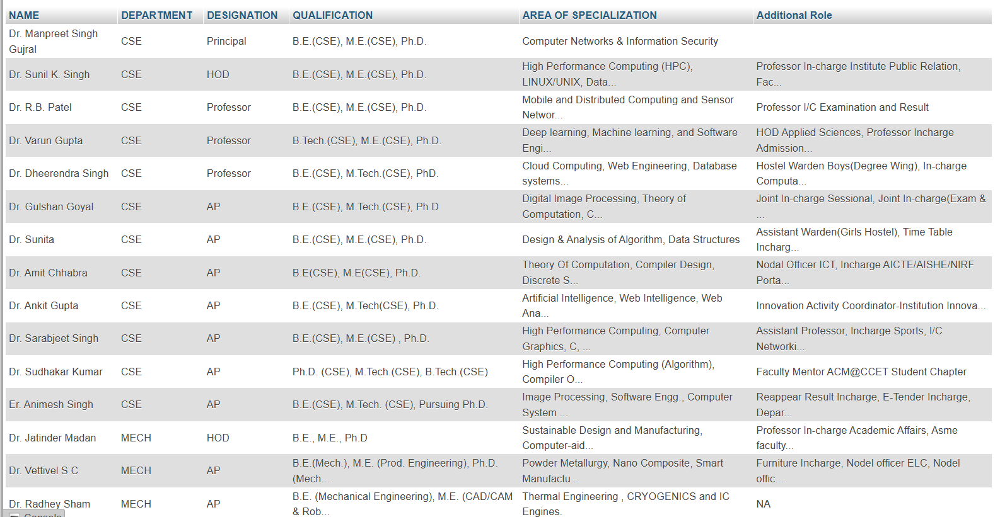 NAME DEPARTMENT DESIGNATION QUALIFICATION AREA OF SPECIALIZATION Additional Role
Dr. Manpreet Singh
Gujral CSE Principal B.E.(CSE), M.E.(CSE), Ph.D. Computer Networks & Information Security
Dr. Sunil K. Singh CSE HOD B.E.(CSE), M.E.(CSE), Ph.D. High Performance Computing (HPC), Professor In-charge Institute Public Relation,
LINUX/UNIX, Data... Fac...
Dr. R.B. Patel CSE Professor B.E.(CSE), M.E.(CSE), Ph.D. Mobile and Distributed Computing and Sensor Professor I/C Examination and Result
Networ...
Dr. Varun Gupta CSE Professor B.Tech.(CSE), M.E.(CSE), Ph.D. Deep learning, Machine learning, and Software HOD Applied Sciences, Professor Incharge
Engi... Admission...
Dr. Dheerendra Singh CSE Professor B.E.(CSE), M.Tech.(CSE), PhD. Cloud Computing, Web Engineering, Database Hostel Warden Boys(Degree Wing), In-charge
systems... Computa...
Dr. Gulshan Goyal CSE AP B.E.(CSE), M.Tech.(CSE), Ph.D Digital Image Processing, Theory of Joint In-charge Sessional, Joint In-charge(Exam &
Computation, C... ...
Dr. Sunita CSE AP B.E.(CSE), M.E.(CSE), Ph.D. Design & Analysis of Algorithm, Data Structures Assistant Warden(Girls Hostel), Time Table
Incharg...
Dr. Amit Chhabra CSE AP B.E(CSE), M.E(CSE), Ph.D. Theory Of Computation, Compiler Design, Nodal Officer ICT, Incharge AICTE/AISHE/NIRF
Discrete S... Porta...
Dr. Ankit Gupta CSE AP B.E.(CSE), M.Tech(CSE), Ph.D. Artificial Intelligence, Web Intelligence, Web Innovation Activity Coordinator-Institution Innova...
Ana...
Dr. Sarabjeet Singh CSE AP B.E.(CSE), M.E.(CSE) , Ph.D. High Performance Computing, Computer Assistant Professor, Incharge Sports, I/C
Graphics, C, ... Networki...
Dr. Sudhakar Kumar CSE AP Ph.D. (CSE), M.Tech.(CSE), B.Tech.(CSE) High Performance Computing (Algorithm), Faculty Mentor ACM@CCET Student Chapter
Compiler O...
Er. Animesh Singh CSE AP B.E.(CSE), M.Tech. (CSE), Pursuing Ph.D. Image Processing, Software Engg., Computer Reappear Result Incharge, E-Tender Incharge,
System ... Depar...
Dr. Jatinder Madan MECH HOD B.E., M.E., Ph.D Sustainable Design and Manufacturing, Professor In-charge Academic Affairs, Asme
Computer-aid... faculty...
Dr. Vettivel S C MECH AP B.E.(Mech.), M.E. (Prod. Engineering), Ph.D. Powder Metallurgy, Nano Composite, Smart Furniture Incharge, Nodel officer ELC, Nodel
(Mech... Manufactu... offic...
Dr. Radhey Sham MECH AP B.E. (Mechanical Engineering), M.E. (CAD/CAM Thermal Engineering , CRYOGENICS and IC NA
& Rob... Engines.
Console